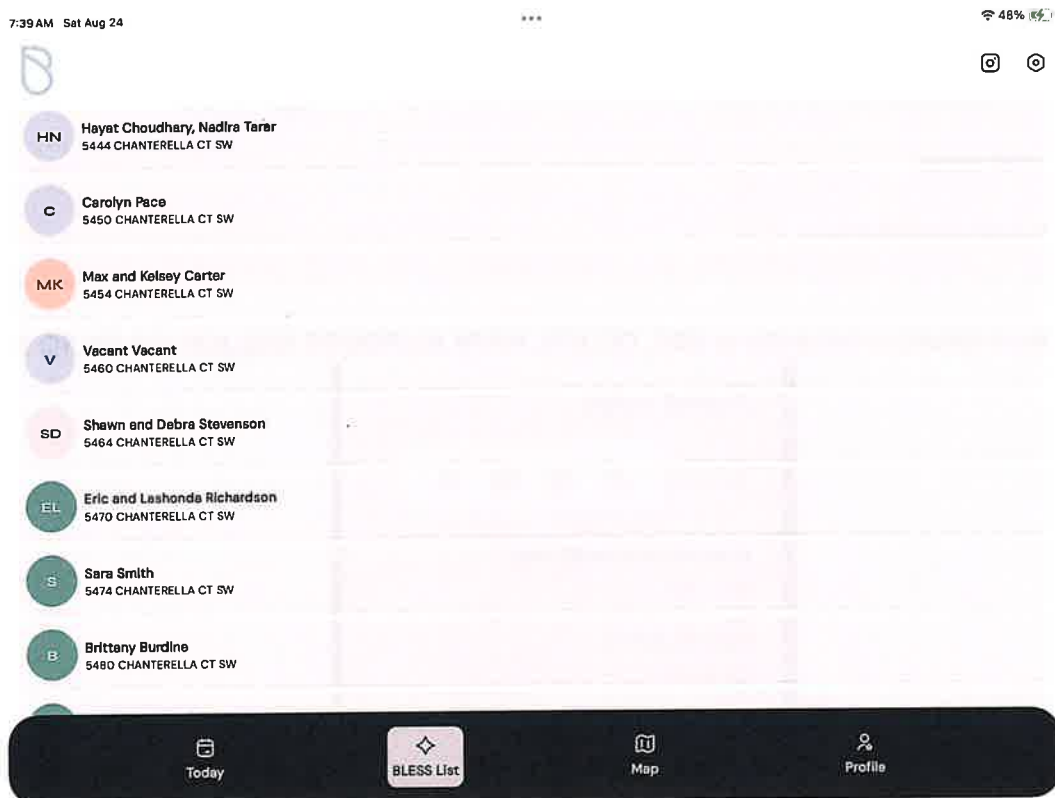 7:39 AM Sat Aug 24
48%
B
HN
Hayat Choudhary, Nadira Tarar
5444 CHANTERELLA CT SW
C
Carolyn Pace
5450 CHANTERELLA CT SW
MK
Max and Kelsey Carter
5454 CHANTERELLA CT SW
V
Vacant Vacant
5460 CHANTERELLA CT SW
SD
Shawn and Debra Stevenson
5464 CHANTERELLA CT SW
EL
Eric and Lashonda Richardson
5470 CHANTERELLA CT SW
S
Sara Smith
5474 CHANTERELLA CT SW
B
Brittany Burdine
5480 CHANTERELLA CT SW
Today
BLESS List
Map
Profile